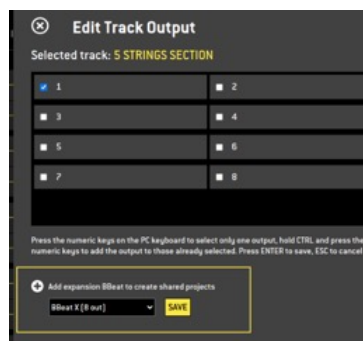 Edit Track Output
Selected track: 5 STRINGS SECTION
1 2
3 4
5 6
7 8
Press the numeric keys on the PC keyboard to select only one output, hold CTRL and press the
numeric keys to add the output to those already selected. Press ENTER to save, ESC to cancel
Add expansion BBeat to create shared projects
BBeat X [8 out] SAVE